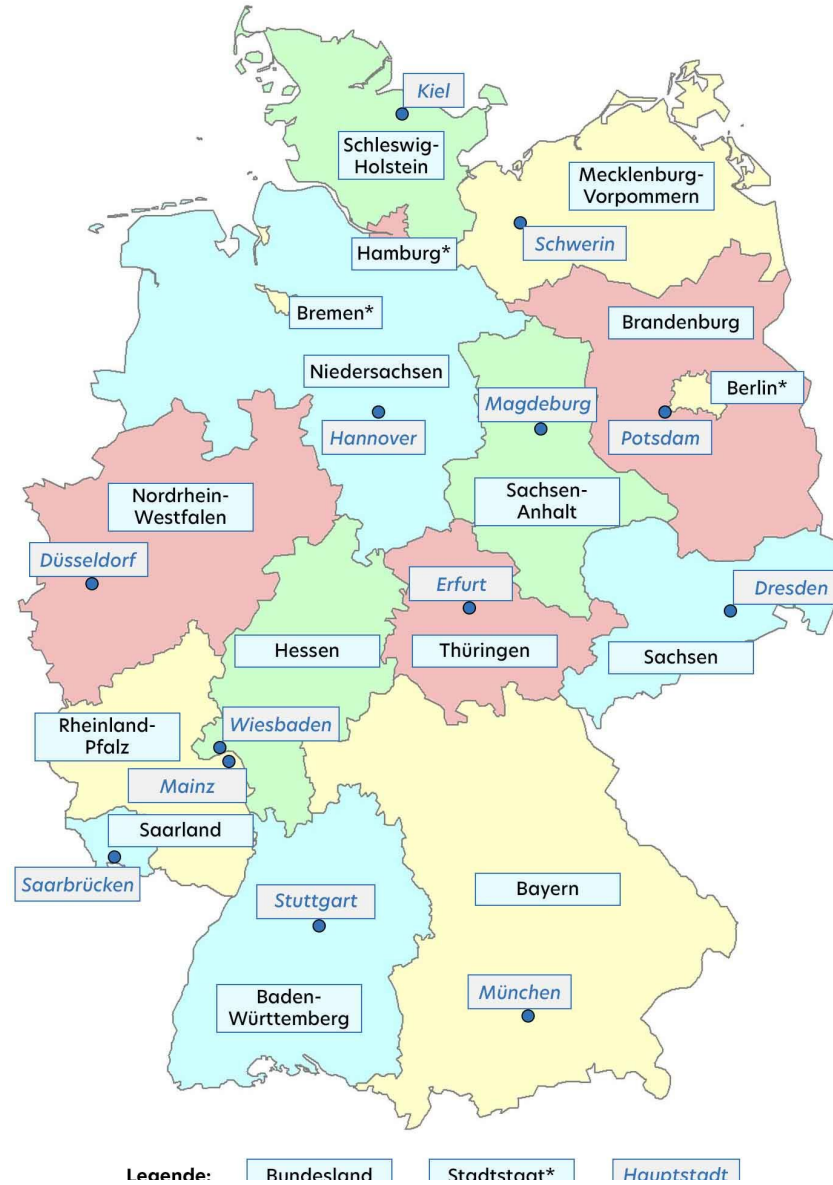 Kiel
Schleswig-
Holstein
Mecklenburg-
Vorpommern
Schwerin
Hamburg*
Bremen*
Brandenburg
Niedersachsen
Berlin*
Magdeburg
Hannover
Potsdam
Nordrhein-
Westfalen
Sachsen-
Anhalt
Düsseldorf
Erfurt
Dresden
Hessen
Thüringen
Sachsen
Rheinland-
Pfalz
Wiesbaden
Mainz
Saarland
Saarbrücken
Stuttgart
Bayern
Baden-
Württemberg
München
Legende: Bundesland Stadtstaat* Hauptstadt